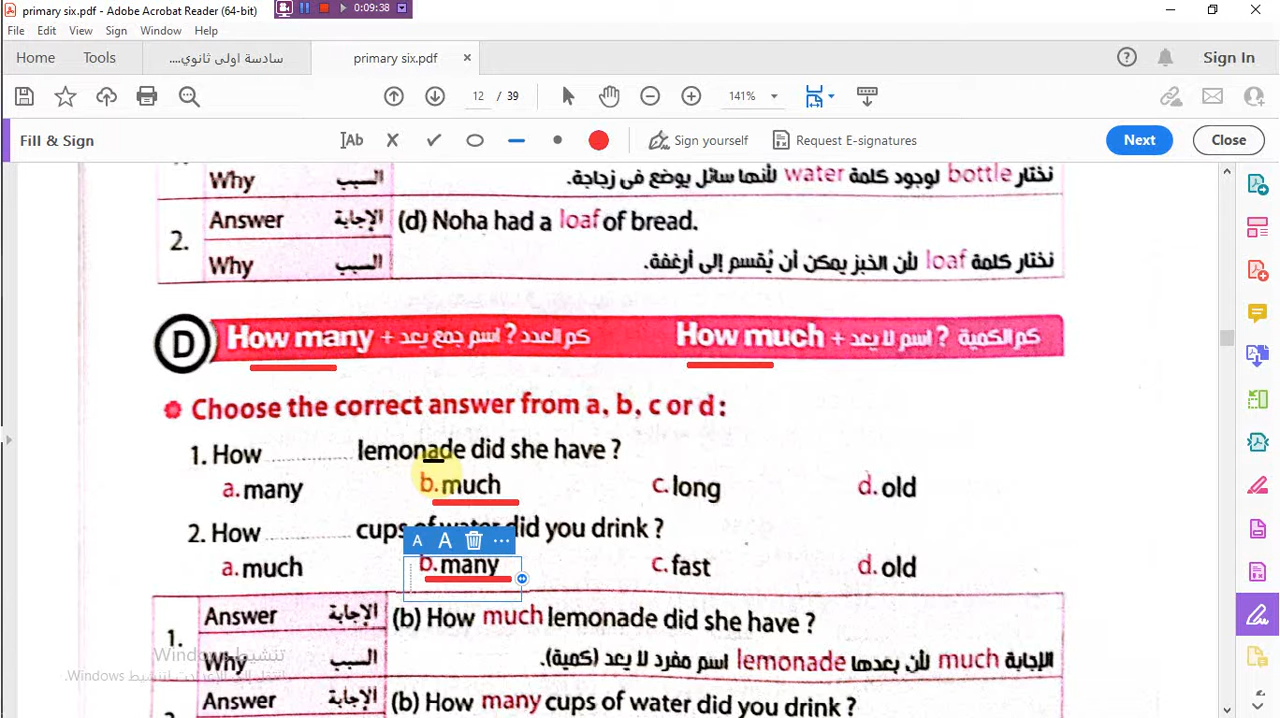 primary six.pdf - Adobe Acrobat Reader (64-bit)
0:09:38
File Edit View Sign Window Help
Home Tools سادسة اولى ثانوي.... primary six.pdf × Sign In
12 / 39 141%
Fill & Sign Ab Sign yourself Request E-signatures Next Close
Why السبب نختار bottle لوجود كلمة water لأنها سائل يوضع فى زجاجة.
2. Answer الإجابة (d) Noha had a loaf of bread.
Why السبب نختار كلمة loaf لأن الخبز يمكن أن يُقسم إلى أرغفة.
D How many + كم العدد ? اسم جمع يعد How much + كم الكمية ? اسم لا يعد
Choose the correct answer from a, b, c or d :
1. How ............ lemonade did she have ?
a. many b. much c. long d. old
2. How ............ cups of water did you drink ?
A A
a. much b. many c. fast d. old
1. Answer الإجابة (b) How much lemonade did she have ?
Why السبب الإجابة much لأن بعدها lemonade اسم مفرد لا يعد (كمية).
تنشيط Windows
Answer الإجابة (b) How many cups of water did you drink ?